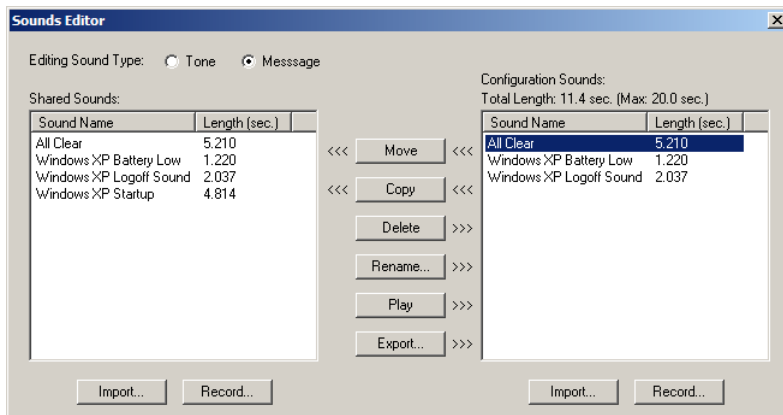 Sounds Editor
Editing Sound Type: Tone Messsage
Shared Sounds:
Sound Name Length (sec.)
All Clear 5.210
Windows XP Battery Low 1.220
Windows XP Logoff Sound 2.037
Windows XP Startup 4.814
<<< Move <<<
<<< Copy <<<
Delete >>>
Rename... >>>
Play >>>
Export... >>>
Configuration Sounds:
Total Length: 11.4 sec. (Max: 20.0 sec.)
Sound Name Length (sec.)
All Clear 5.210
Windows XP Battery Low 1.220
Windows XP Logoff Sound 2.037
Import... Record...
Import... Record...